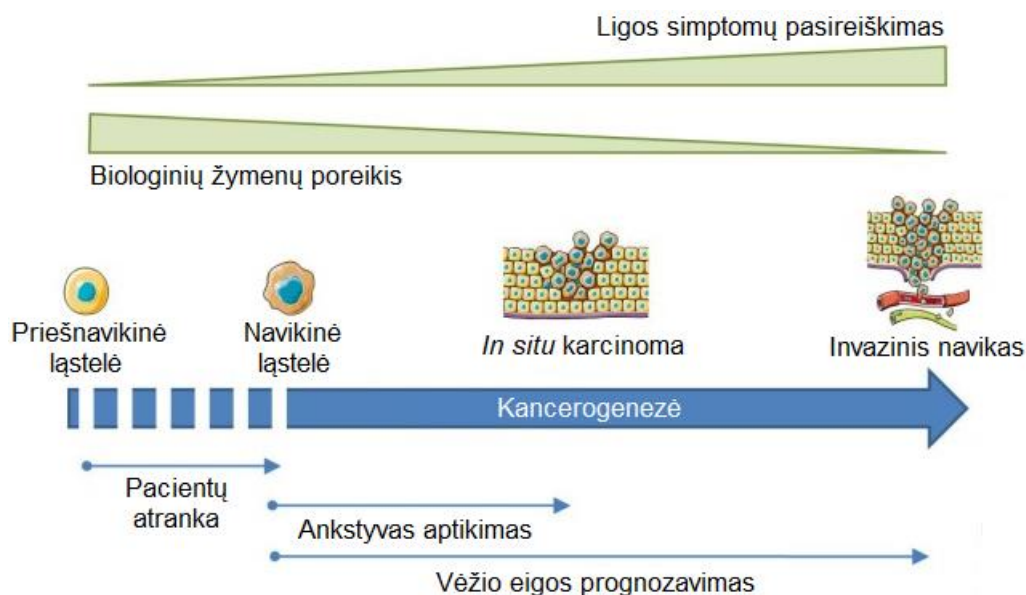 Ligos simptomų pasireiškimas
Biologinių žymenų poreikis
Priešnavikinė
ląstelė
Navikinė
ląstelė
In situ karcinoma
Invazinis navikas
Kancerogenezė
Pacientų
atranka
Ankstyvas aptikimas
Vėžio eigos prognozavimas